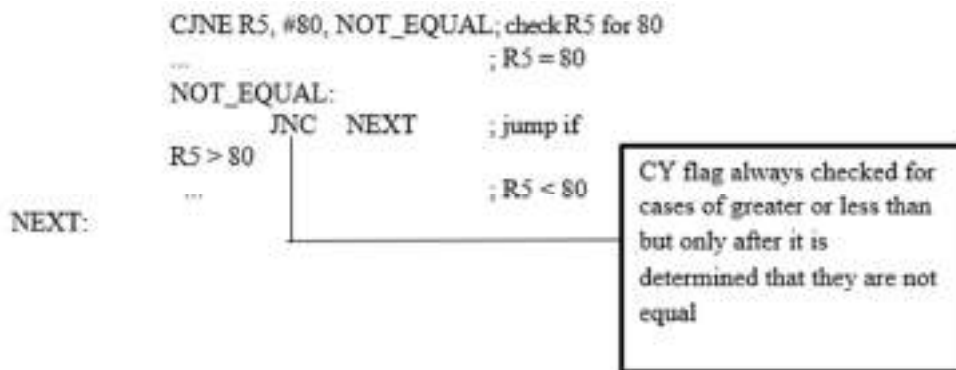 CJNE R5, #80, NOT_EQUAL; check R5 for 80
... ; R5 = 80
NOT_EQUAL:
JNC NEXT ; jump if
R5 > 80
... ; R5 < 80
NEXT:
CY flag always checked for
cases of greater or less than
but only after it is
determined that they are not
equal